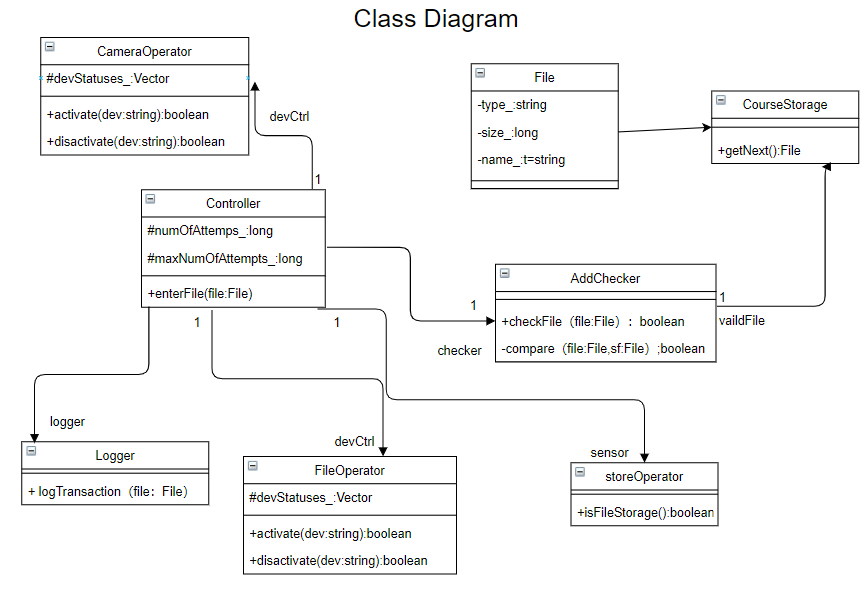 Class Diagram
CameraOperator
#devStatuses_:Vector
+activate(dev:string):boolean
+disactivate(dev:string):boolean
devCtrl
1
File
-type_:string
-size_:long
-name_:t=string
CourseStorage
+getNext():File
Controller
#numOfAttemps_:long
#maxNumOfAttempts_:long
+enterFile(file:File)
1
1
1
checker
AddChecker
+checkFile（file:File）：boolean
-compare（file:File,sf:File）;boolean
1
vaildFile
logger
Logger
+ logTransaction（file：File）
devCtrl
FileOperator
#devStatuses_:Vector
+activate(dev:string):boolean
+disactivate(dev:string):boolean
sensor
storeOperator
+isFileStorage():boolean